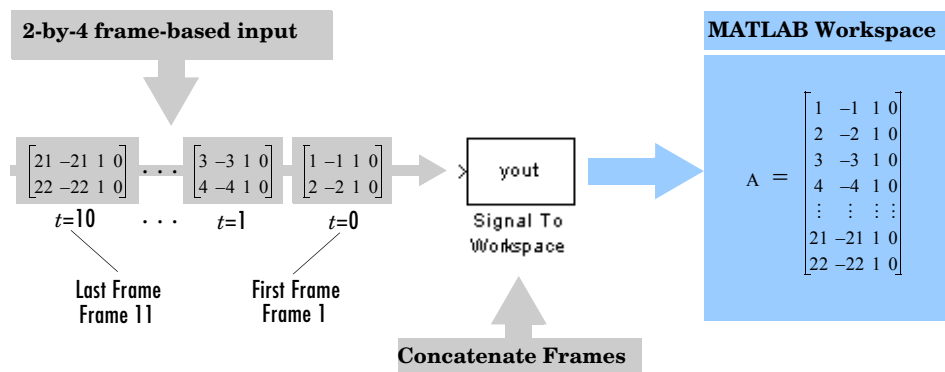 2-by-4 frame-based input
MATLAB Workspace
21 –21 1 0
22 –22 1 0
. . .
3 –3 1 0
4 –4 1 0
1 –1 1 0
2 –2 1 0
t=10
. . .
t=1
t=0
Last Frame
Frame 11
First Frame
Frame 1
yout
Signal To
Workspace
Concatenate Frames
A =
1 –1 1 0
2 –2 1 0
3 –3 1 0
4 –4 1 0
⋮ ⋮ ⋮ ⋮
21 –21 1 0
22 –22 1 0